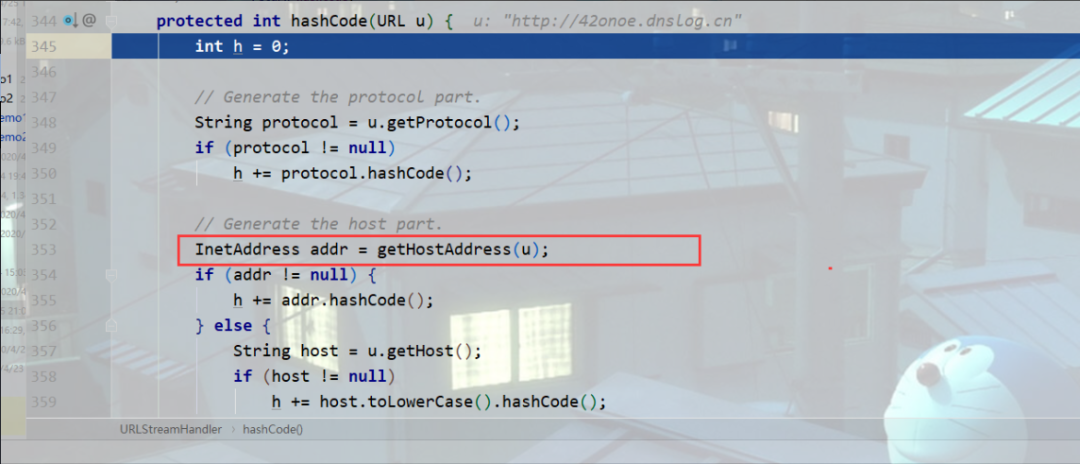 344 @ protected int hashCode(URL u) { u: "http://42onoe.dnslog.cn"
345 int h = 0;
346
347 // Generate the protocol part.
348 String protocol = u.getProtocol();
349 if (protocol != null)
350 h += protocol.hashCode();
351
352 // Generate the host part.
353 InetAddress addr = getHostAddress(u);
354 if (addr != null) {
355 h += addr.hashCode();
356 } else {
357 String host = u.getHost();
358 if (host != null)
359 h += host.toLowerCase().hashCode();
URLStreamHandler › hashCode()